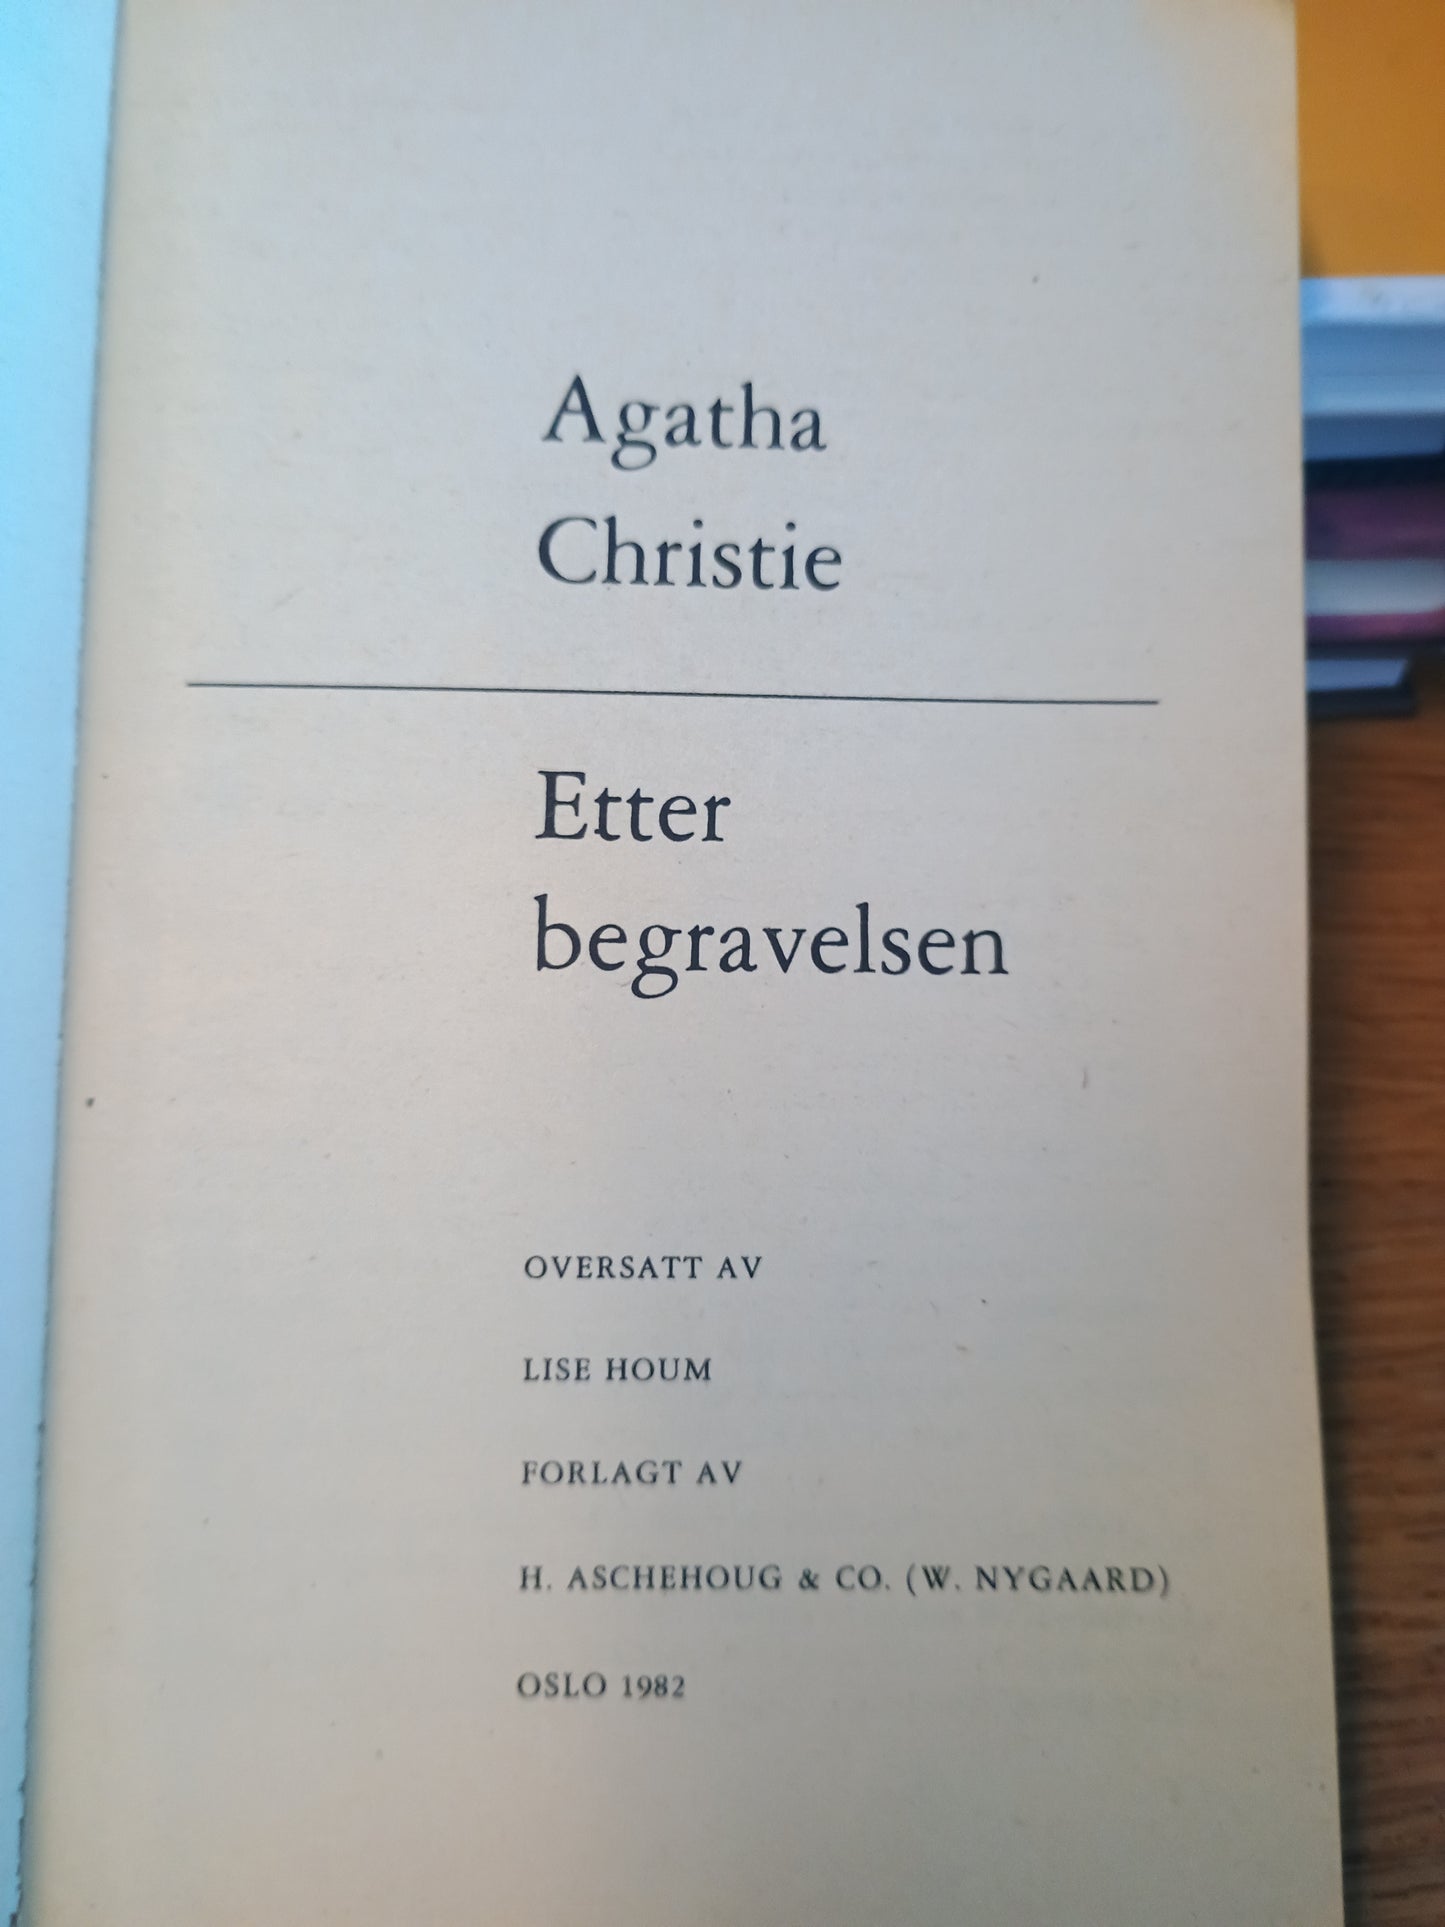 Agatha
Christie
Etter
begravelsen
OVERSATT AV
LISE HOUM
FORLAGT AV
H. ASCHEHOUG & CO. (W. NYGAARD)
OSLO 1982